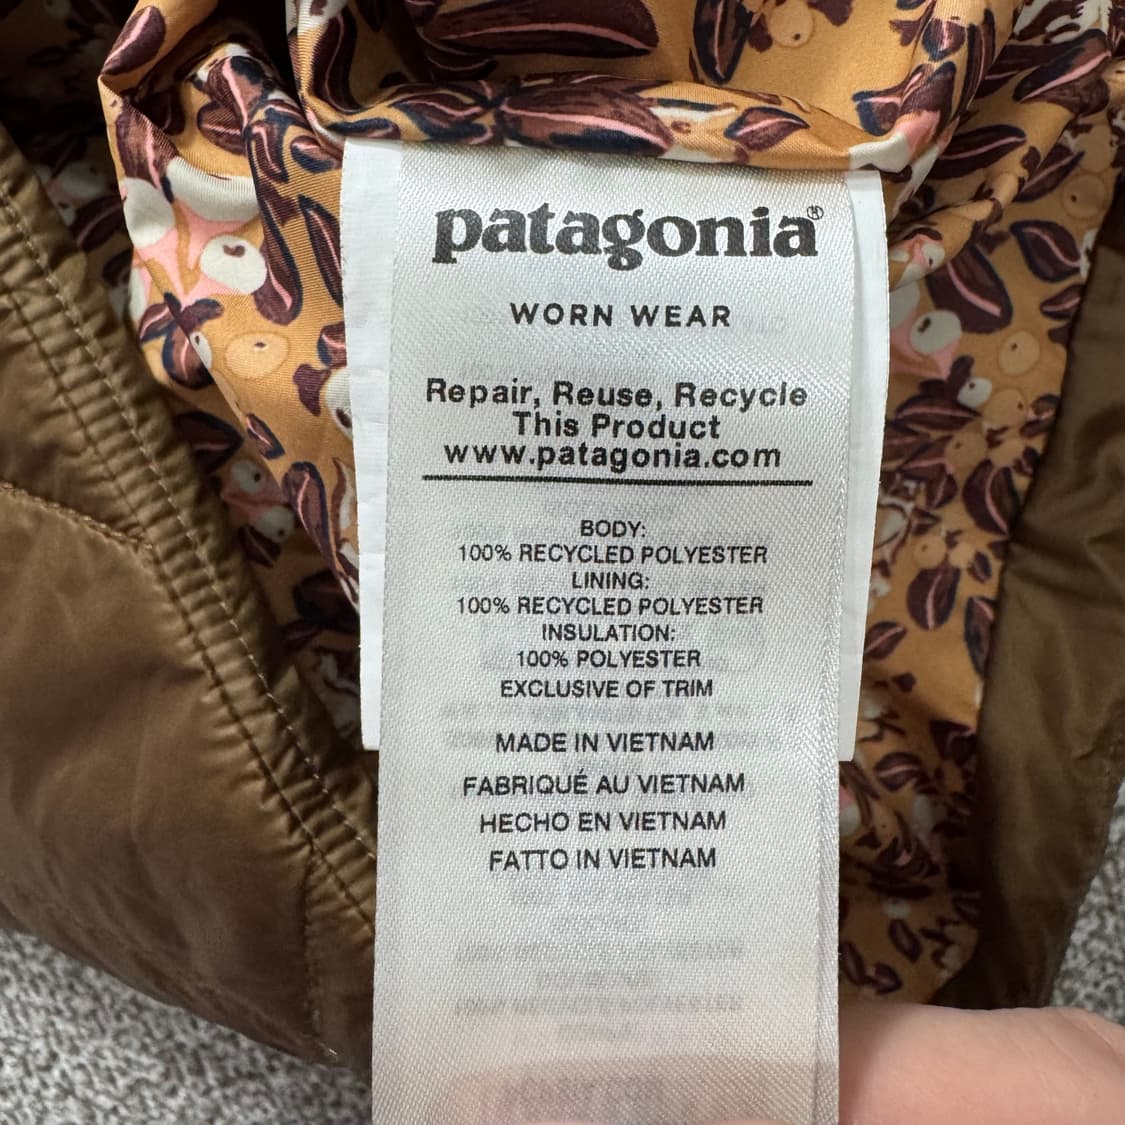 patagonia®
WORN WEAR
Repair, Reuse, Recycle
This Product
www.patagonia.com
BODY:
100% RECYCLED POLYESTER
LINING:
100% RECYCLED POLYESTER
INSULATION:
100% POLYESTER
EXCLUSIVE OF TRIM
MADE IN VIETNAM
FABRIQUÉ AU VIETNAM
HECHO EN VIETNAM
FATTO IN VIETNAM